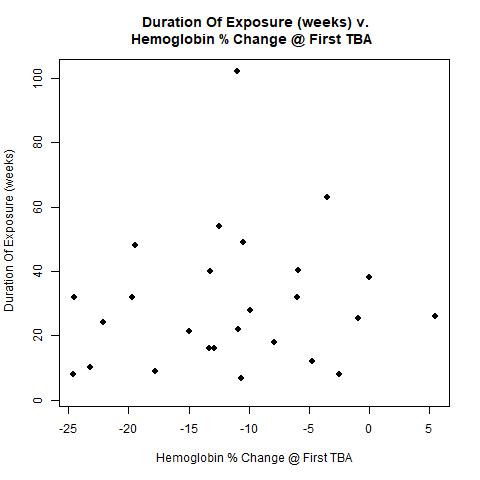 Duration Of Exposure (weeks) v.
Hemoglobin % Change @ First TBA
Duration Of Exposure (weeks)
100
80
60
40
20
0
-25 -20 -15 -10 -5 0 5
Hemoglobin % Change @ First TBA